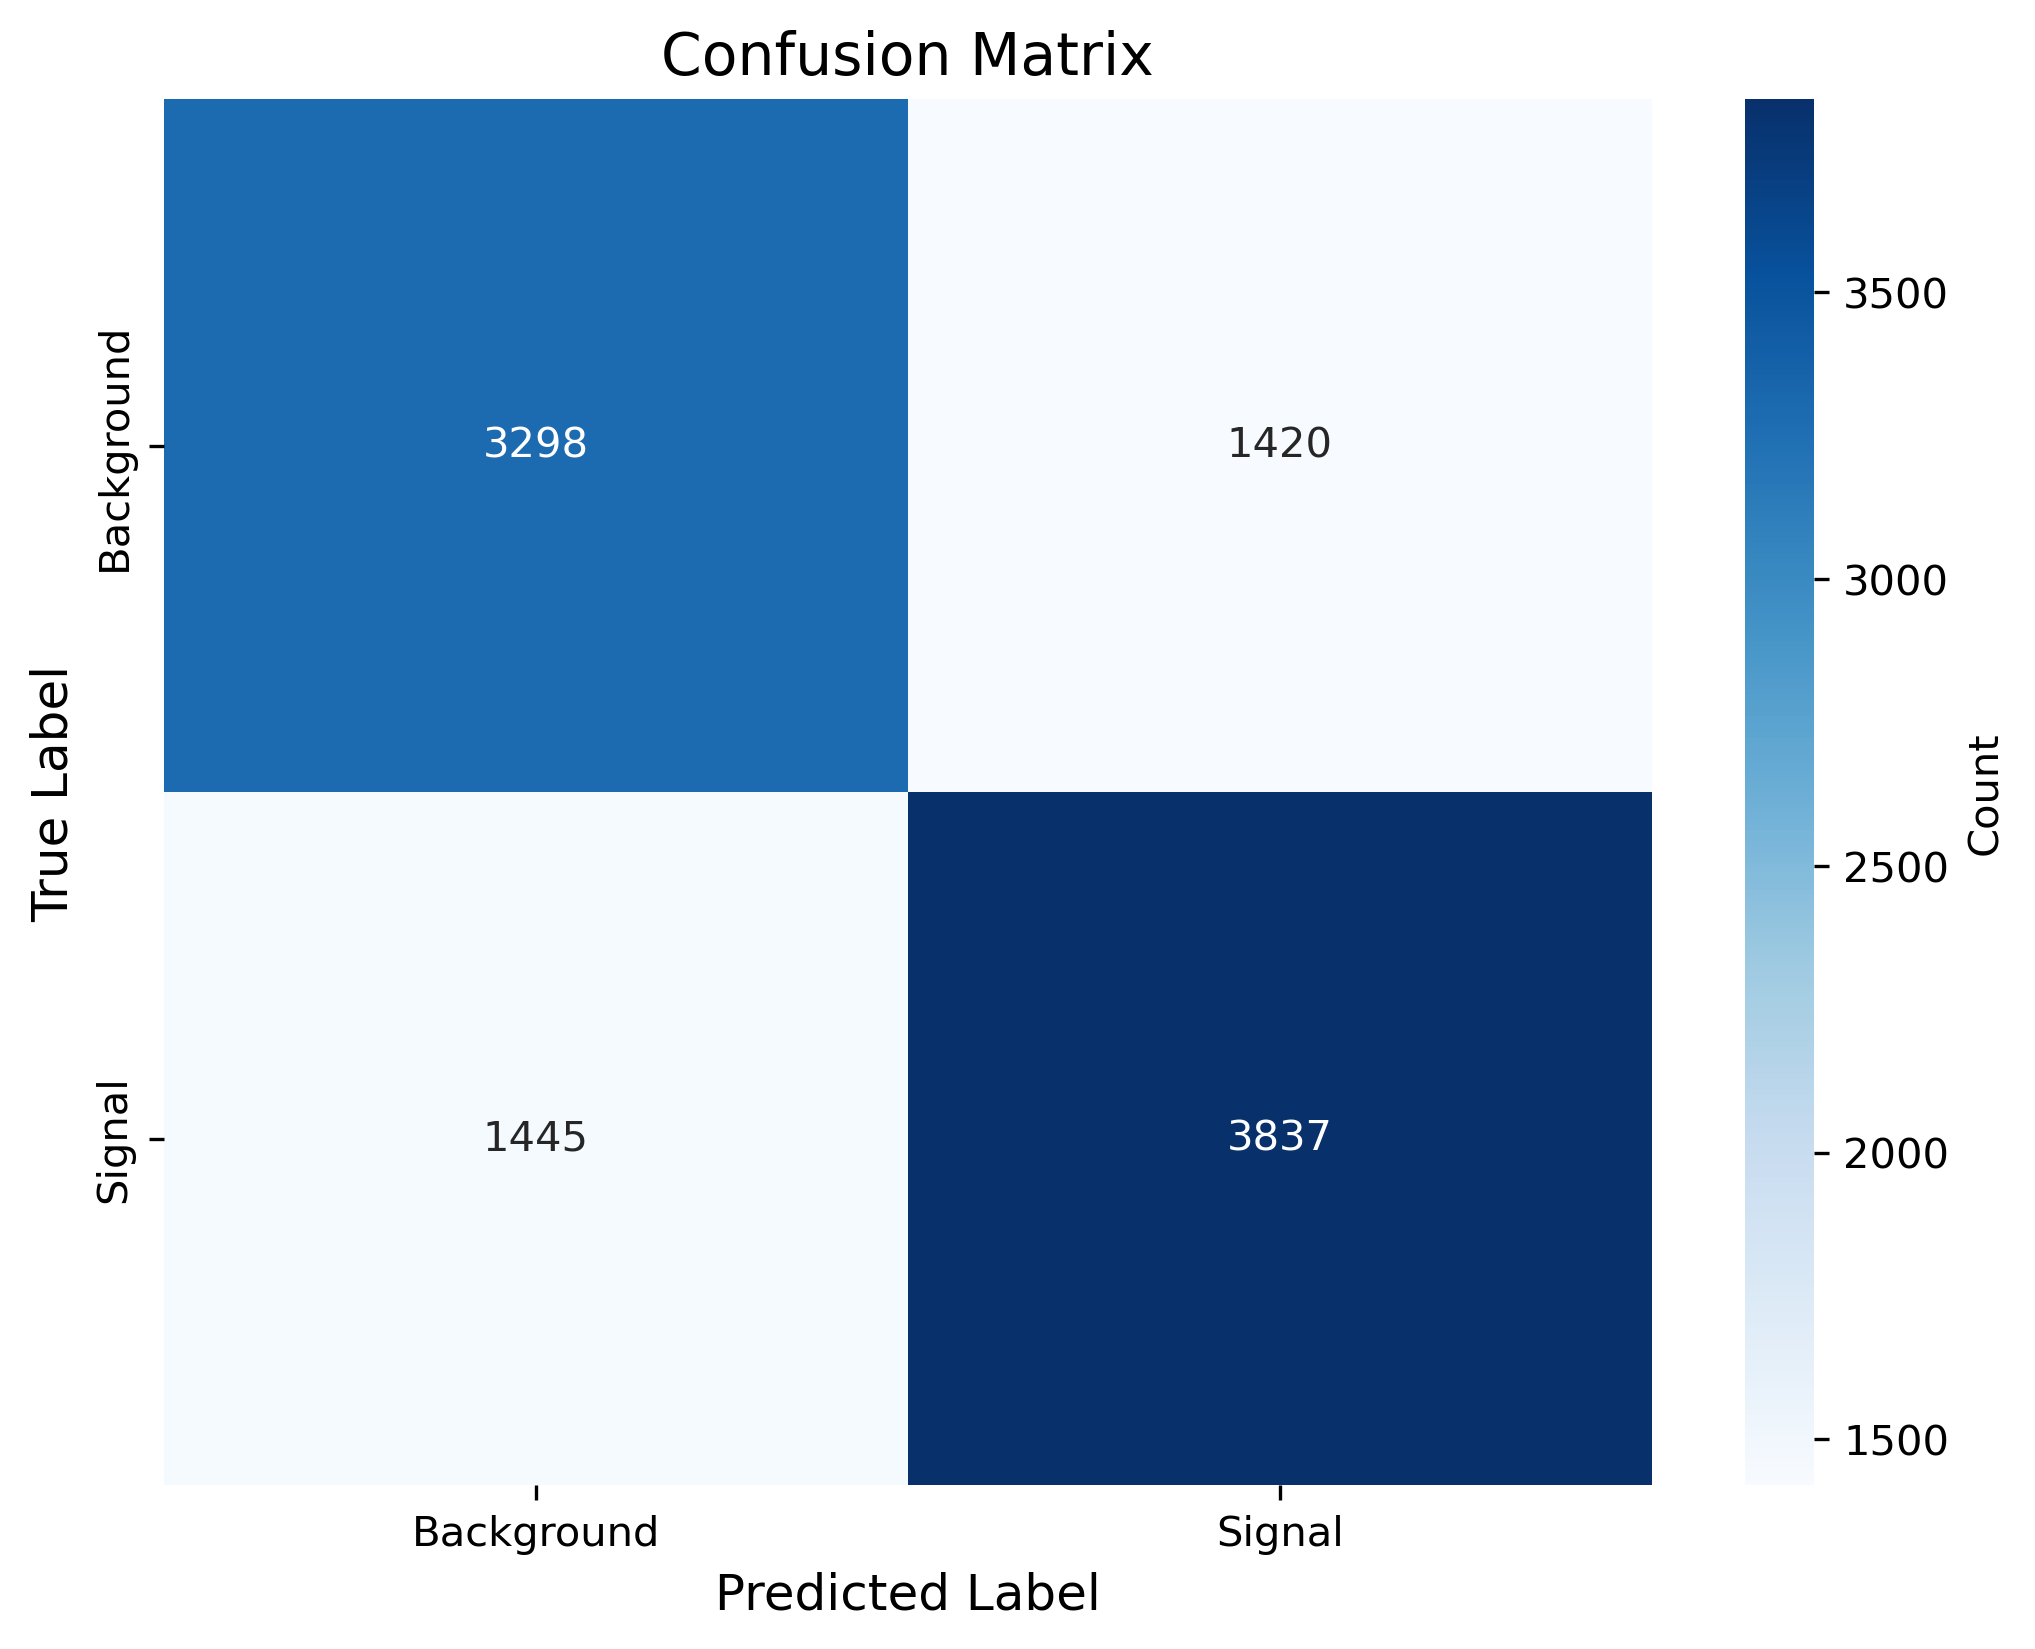 Confusion Matrix
True Label
Background
Signal
3298
1420
1445
3837
Background
Signal
Predicted Label
3500
3000
2500
2000
1500
Count